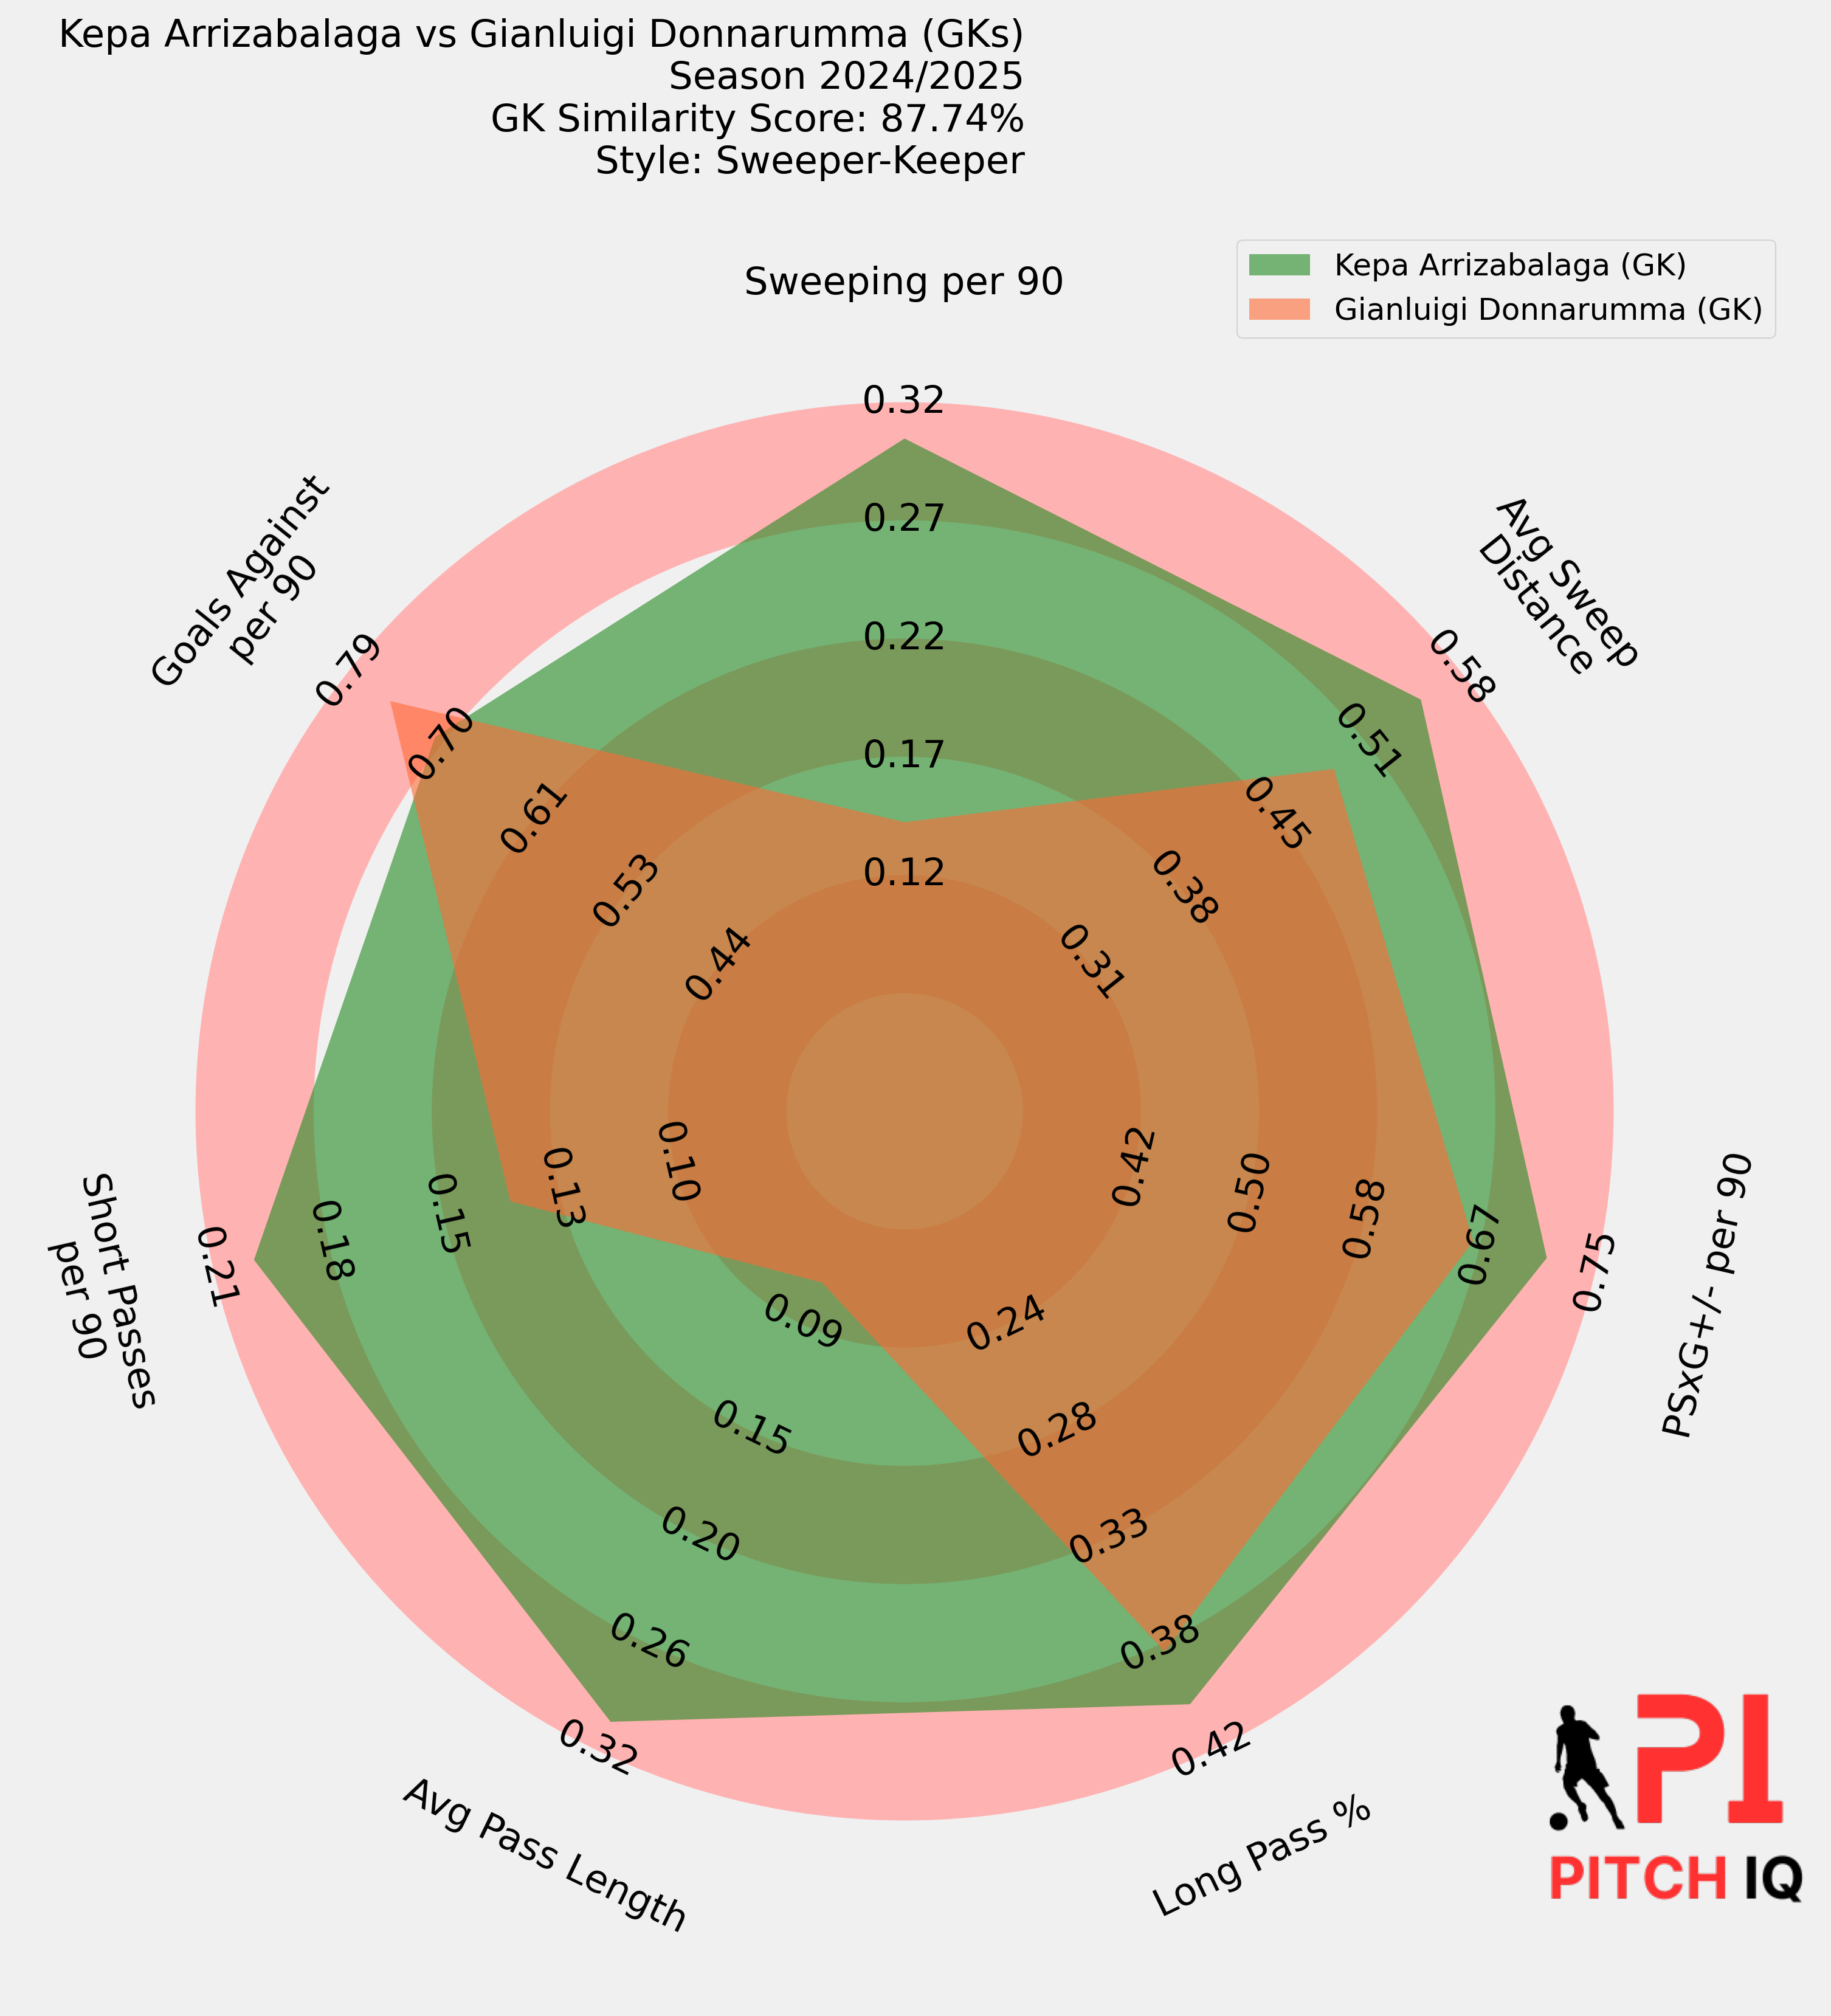 Kepa Arrizabalaga vs Gianluigi Donnarumma (GKs)
Season 2024/2025
GK Similarity Score: 87.74%
Style: Sweeper-Keeper
Kepa Arrizabalaga (GK)
Gianluigi Donnarumma (GK)
Sweeping per 90
0.32
0.27
0.22
0.17
0.12
Avg Sweep
Distance
0.58
0.51
0.45
0.38
0.31
PSxG+/- per 90
0.75
0.67
0.58
0.50
0.42
Long Pass %
0.42
0.38
0.33
0.28
0.24
Avg Pass Length
0.32
0.26
0.20
0.15
0.09
Short Passes
per 90
0.21
0.18
0.15
0.13
0.10
Goals Against
per 90
0.79
0.70
0.61
0.53
0.44
PI
PITCH IQ